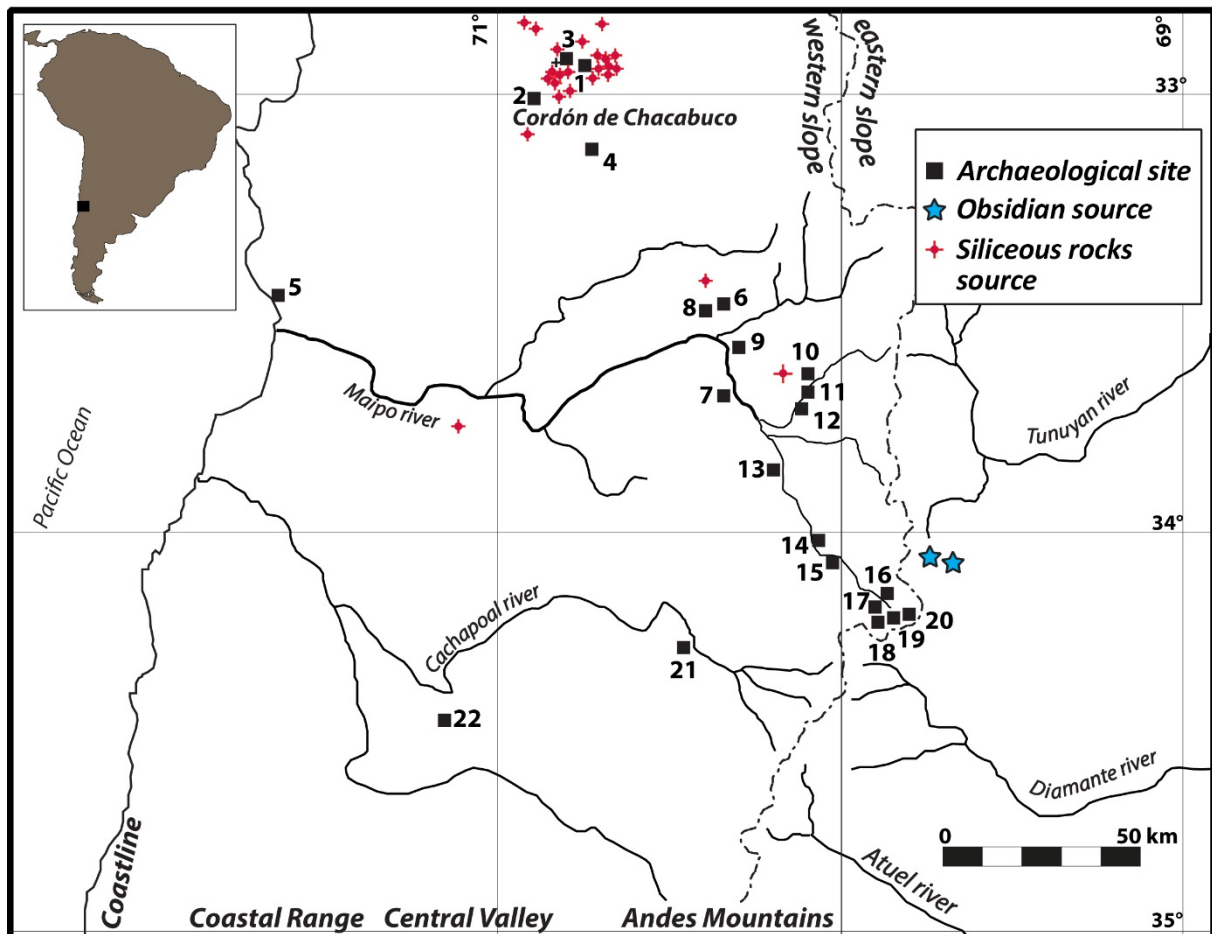 71°
69°
western slope
eastern slope
3
1
33°
2
Cordón de Chacabuco
4
Archaeological site
Obsidian source
Siliceous rocks
source
5
6
8
9
10
11
7
12
Maipo river
Tunuyan river
Pacific Ocean
13
34°
14
15
16
17
20
19
18
Cachapoal river
21
22
Diamante river
0 50 km
Atuel river
Coastline
Coastal Range Central Valley Andes Mountains
35°